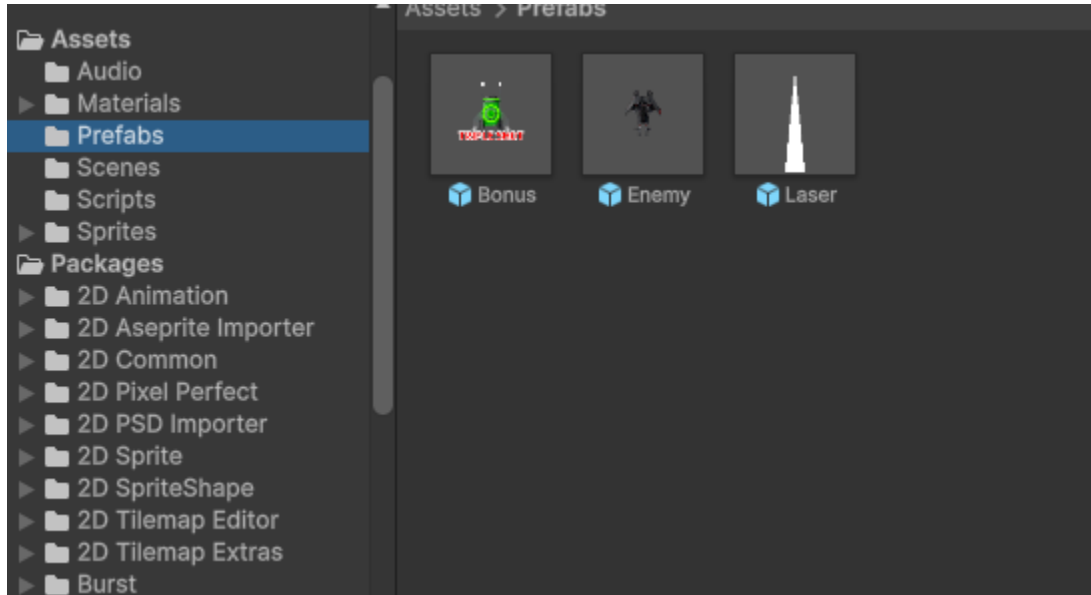 Assets > Prefabs
Assets
Audio
Materials
Prefabs
Scenes
Scripts
Sprites
Packages
2D Animation
2D Aseprite Importer
2D Common
2D Pixel Perfect
2D PSD Importer
2D Sprite
2D SpriteShape
2D Tilemap Editor
2D Tilemap Extras
Burst
Bonus
Enemy
Laser